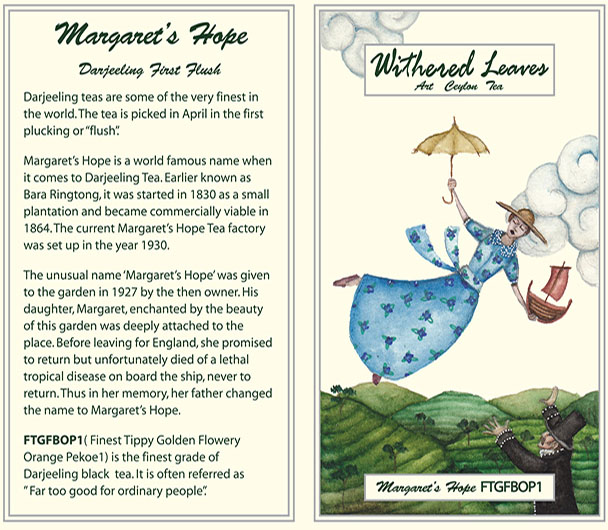 Margaret's Hope
Darjeeling First Flush
Darjeeling teas are some of the very finest in
the world. The tea is picked in April in the first
plucking or "flush".
Margaret's Hope is a world famous name when
it comes to Darjeeling Tea. Earlier known as
Bara Ringtong, it was started in 1830 as a small
plantation and became commercially viable in
1864. The current Margaret's Hope Tea factory
was set up in the year 1930.
The unusual name 'Margaret's Hope' was given
to the garden in 1927 by the then owner. His
daughter, Margaret, enchanted by the beauty
of this garden was deeply attached to the
place. Before leaving for England, she promised
to return but unfortunately died of a lethal
tropical disease on board the ship, never to
return. Thus in her memory, her father changed
the name to Margaret's Hope.
FTGFBOP1( Finest Tippy Golden Flowery
Orange Pekoe1) is the finest grade of
Darjeeling black tea. It is often referred as
" Far too good for ordinary people".
Withered Leaves
Art Ceylon Tea
Margaret's Hope FTGFBOP1